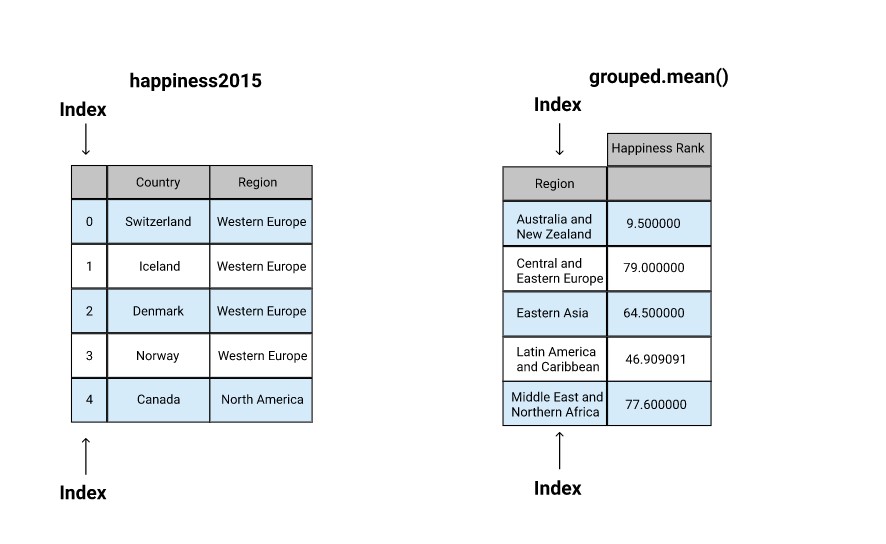 happiness2015
Index
Country Region
0 Switzerland Western Europe
1 Iceland Western Europe
2 Denmark Western Europe
3 Norway Western Europe
4 Canada North America
Index
grouped.mean()
Index
Happiness Rank
Region
Australia and
New Zealand
9.500000
Central and
Eastern Europe
79.000000
Eastern Asia 64.500000
Latin America
and Caribbean
46.909091
Middle East and
Northern Africa
77.600000
Index